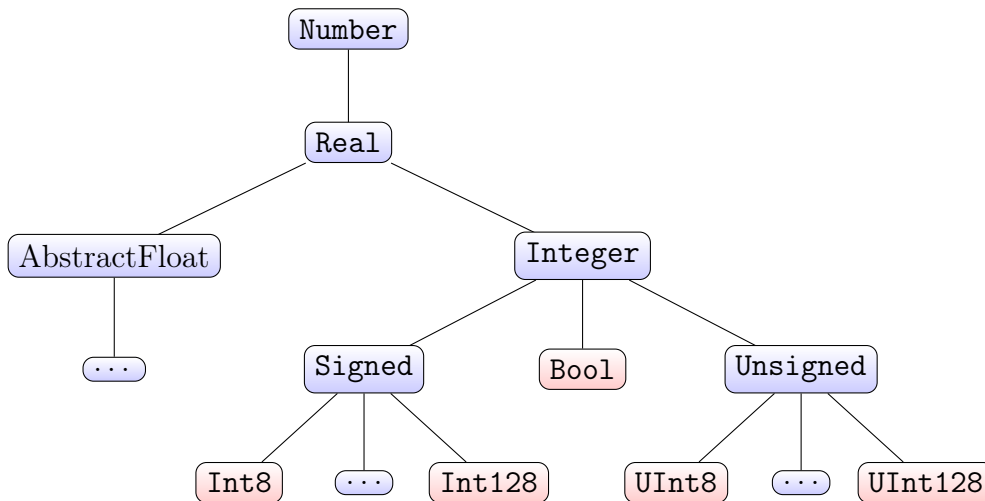 Number
Real
AbstractFloat
Integer
...
Signed
Bool
Unsigned
Int8
...
Int128
UInt8
...
UInt128